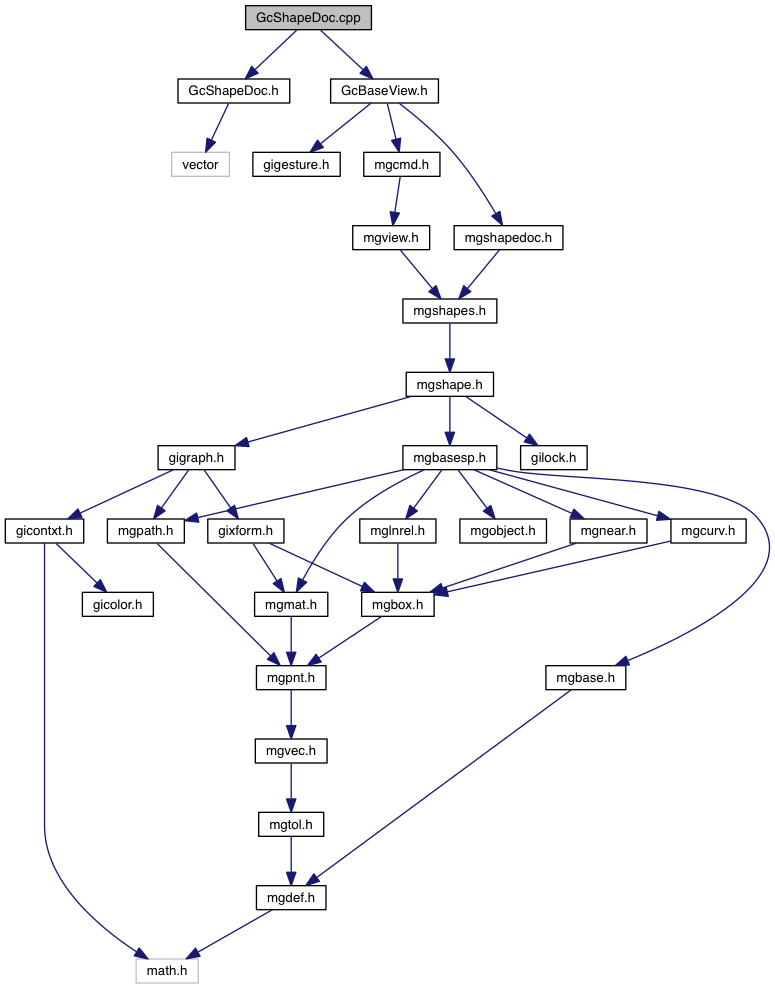 GcShapeDoc.cpp
GcShapeDoc.h
GcBaseView.h
vector
gigesture.h
mgcmd.h
mgview.h
mgshapedoc.h
mgshapes.h
mgshape.h
gigraph.h
mgbasesp.h
gilock.h
gicontxt.h
mgpath.h
gixform.h
mglnrel.h
mgobject.h
mgnear.h
mgcurv.h
gicolor.h
mgmat.h
mgbox.h
mgpnt.h
mgbase.h
mgvec.h
mgtol.h
mgdef.h
math.h